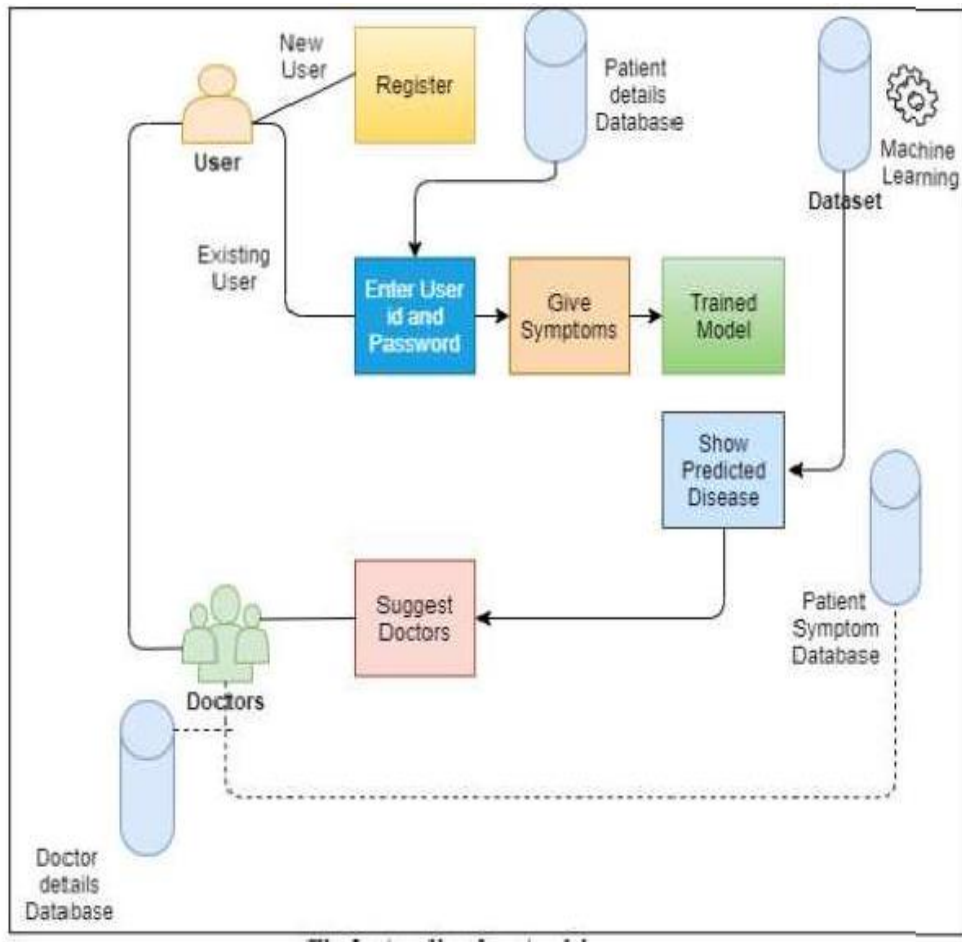 New
User
Register
Patient
details
Database
Machine
Learning
User
Dataset
Existing
User
Enter User
id and
Password
Give
Symptoms
Trained
Model
Show
Predicted
Disease
Suggest
Doctors
Patient
Symptom
Database
Doctors
Doctor
details
Database